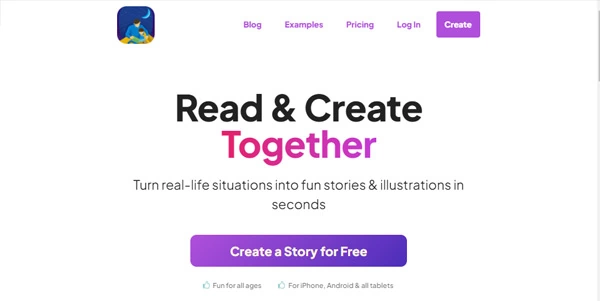 Blog Examples Pricing Log In Create
Read & Create
Together
Turn real-life situations into fun stories & illustrations in
seconds
Create a Story for Free
Fun for all ages For iPhone, Android & all tablets